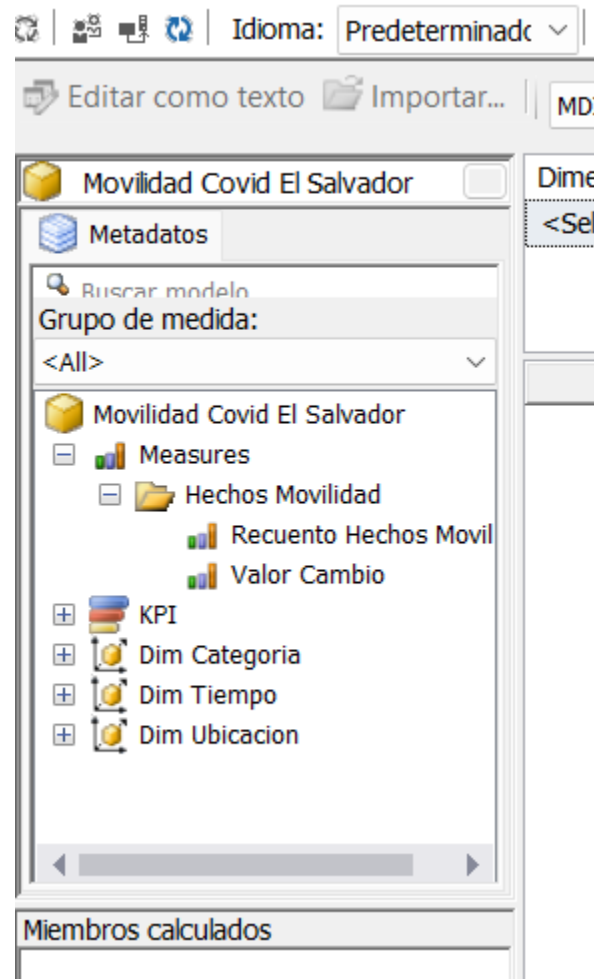 Idioma: Predeterminadc
Editar como texto Importar...
MD
Movilidad Covid El Salvador
Dime
Metadatos
<Sel
Buscar modelo
Grupo de medida:
<All>
Movilidad Covid El Salvador
Measures
Hechos Movilidad
Recuento Hechos Movil
Valor Cambio
KPI
Dim Categoria
Dim Tiempo
Dim Ubicacion
Miembros calculados